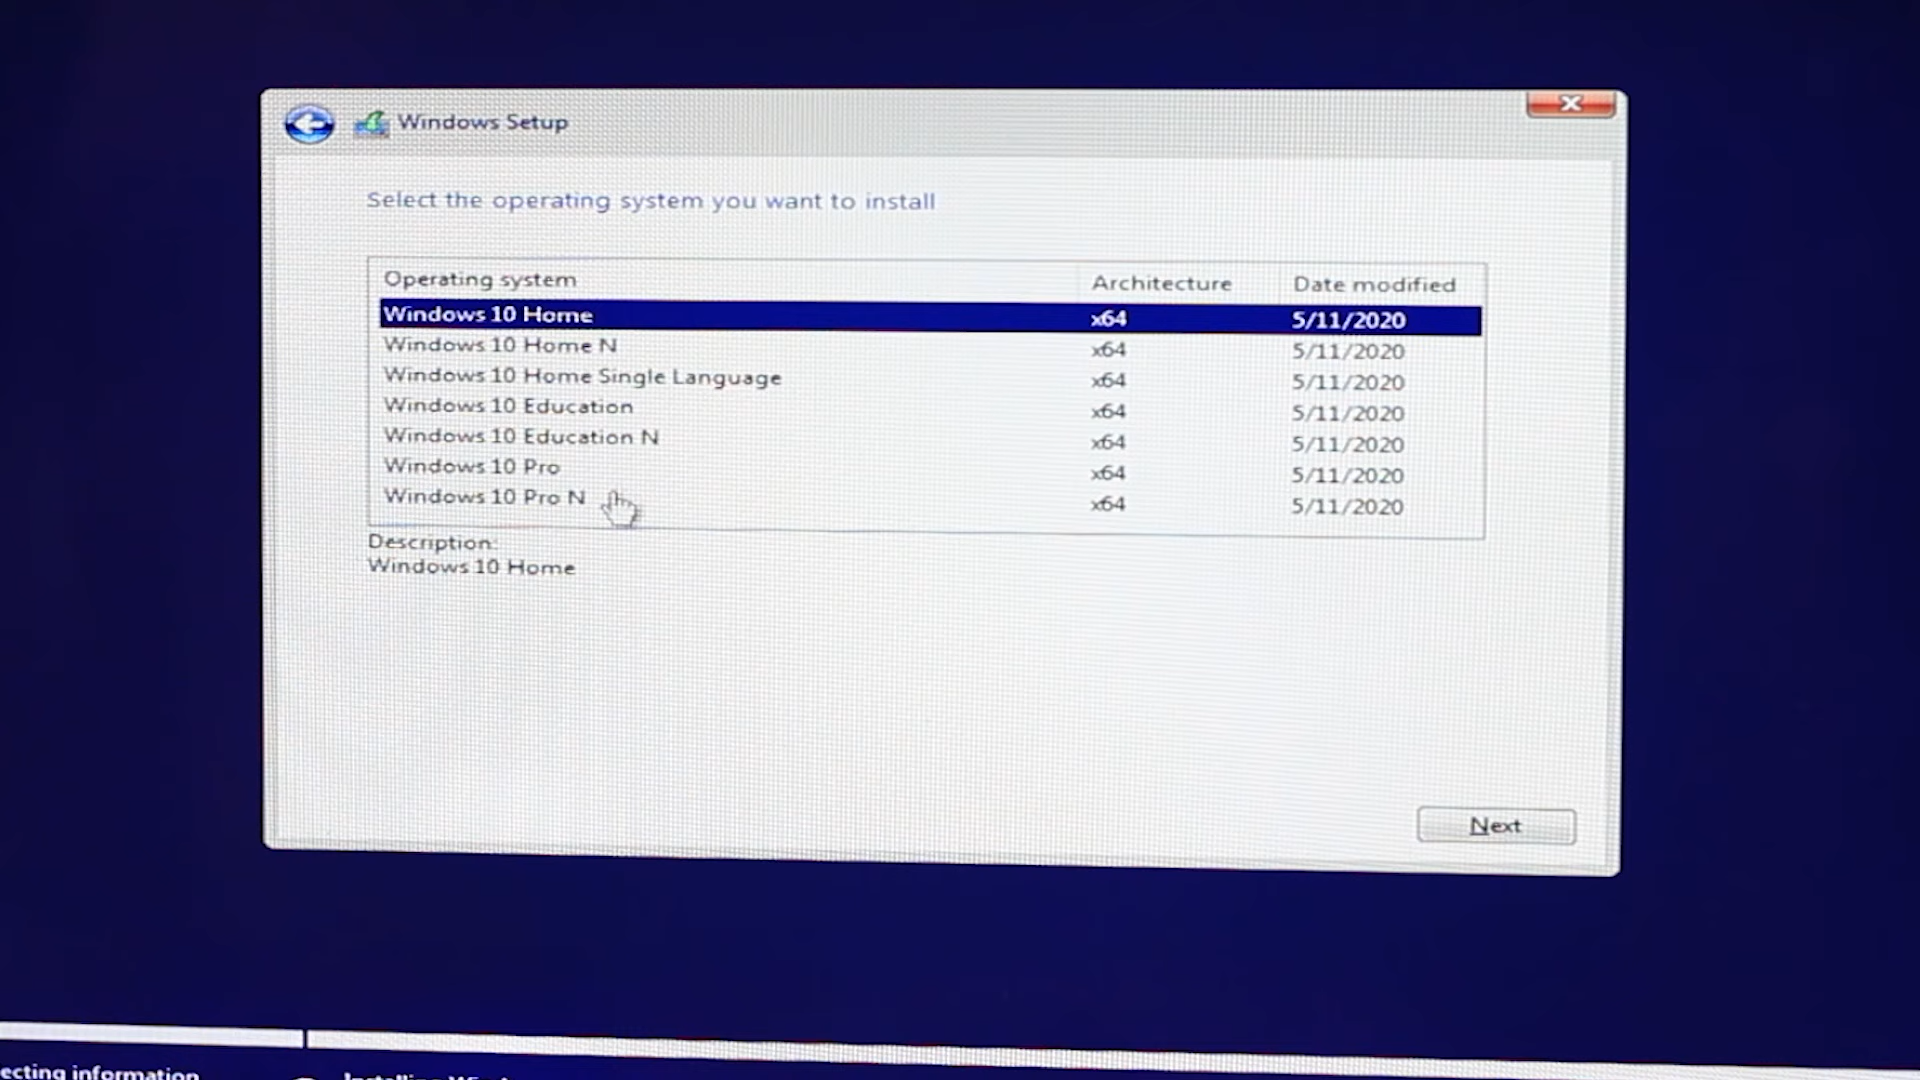 Windows Setup
Select the operating system you want to install
Operating system Architecture Date modified
Windows 10 Home x64 5/11/2020
Windows 10 Home N x64 5/11/2020
Windows 10 Home Single Language x64 5/11/2020
Windows 10 Education x64 5/11/2020
Windows 10 Education N x64 5/11/2020
Windows 10 Pro x64 5/11/2020
Windows 10 Pro N x64 5/11/2020
Description:
Windows 10 Home
Next
ecting information